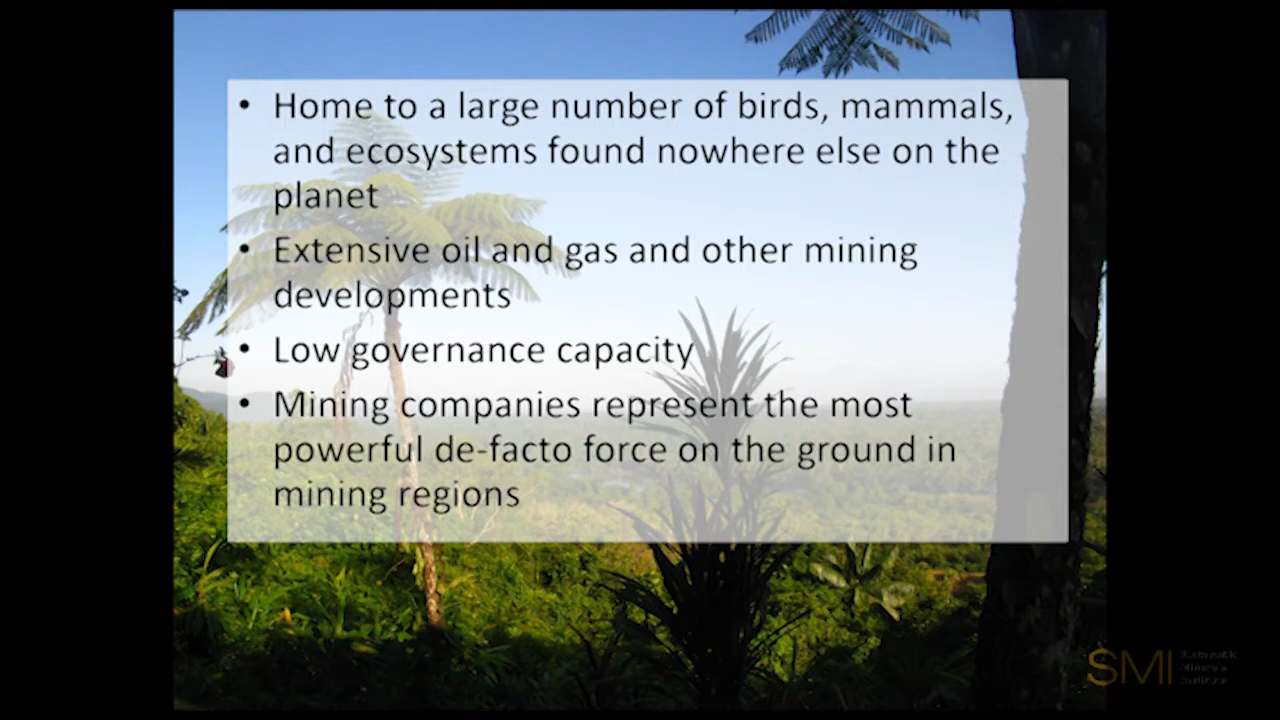 • Home to a large number of birds, mammals,
and ecosystems found nowhere else on the
planet
• Extensive oil and gas and other mining
developments
• Low governance capacity
• Mining companies represent the most
powerful de-facto force on the ground in
mining regions
SMI